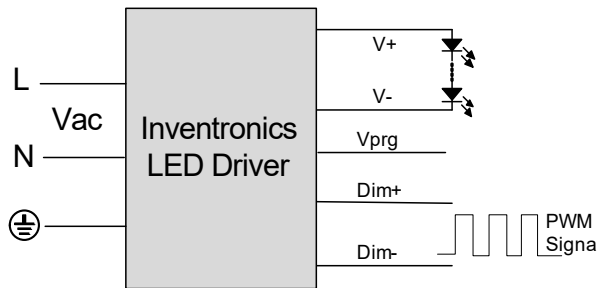 L
Vac
N
Inventronics
LED Driver
V+
V-
Vprg
Dim+
Dim-
PWM
Signa